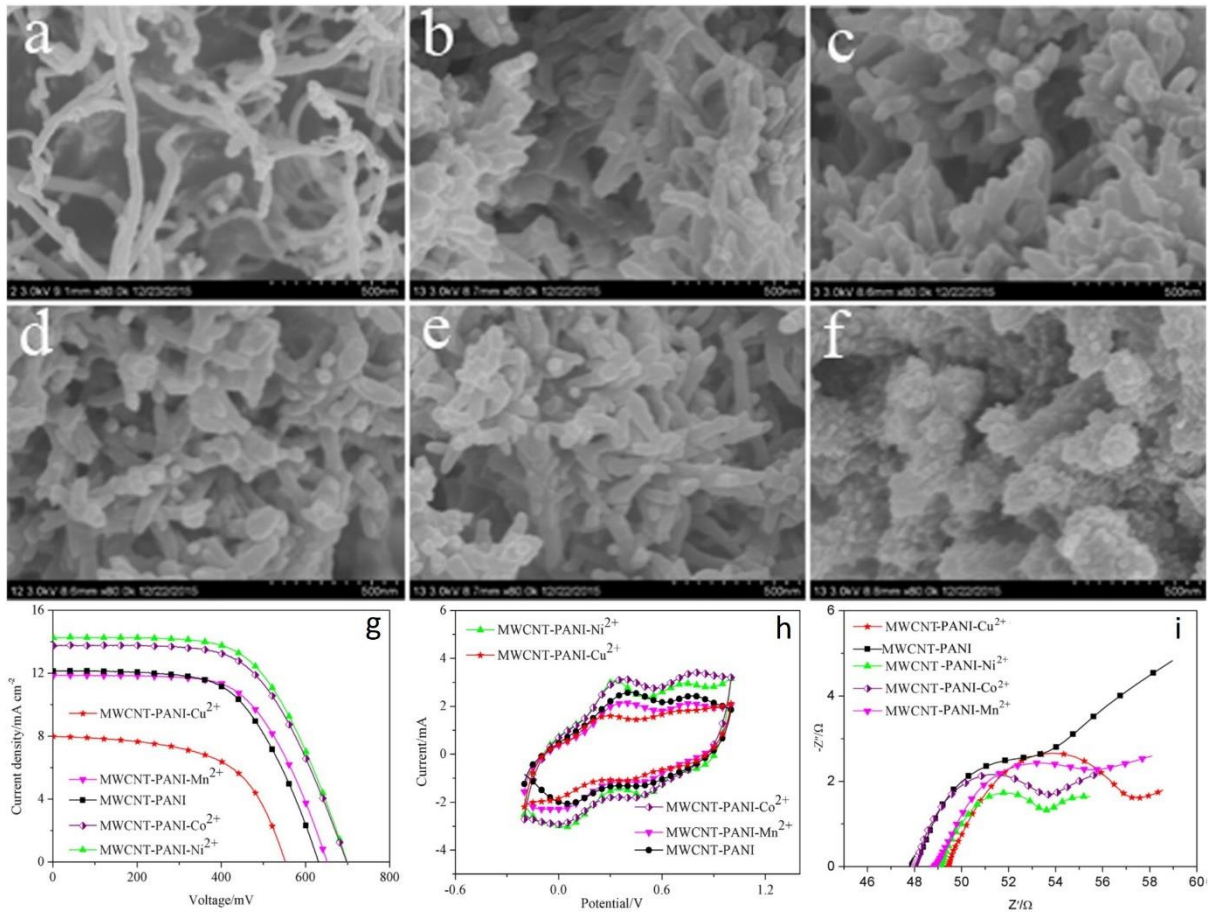 a
b
c
2 3.0kV 9.1mm x80.0k 12/23/2015 500nm
13 3.0kV 8.7mm x80.0k 12/22/2015 500nm
3 3.0kV 8.6mm x80.0k 12/22/2015 500nm
d
e
f
12 3.0kV 8.6mm x80.0k 12/22/2015 500nm
13 3.0kV 8.7mm x80.0k 12/22/2015 500nm
13 3.0kV 8.8mm x80.0k 12/22/2015 500nm
g
16
12
8
4
0
Current density/mA cm⁻²
MWCNT-PANI-Cu²⁺
MWCNT-PANI-Mn²⁺
MWCNT-PANI
MWCNT-PANI-Co²⁺
MWCNT-PANI-Ni²⁺
0 200 400 600 800
Voltage/mV
h
6
4
2
0
-2
-4
Current/mA
MWCNT-PANI-Ni²⁺
MWCNT-PANI-Cu²⁺
MWCNT-PANI-Co²⁺
MWCNT-PANI-Mn²⁺
MWCNT-PANI
-0.6 0.0 0.6 1.2
Potential/V
i
6
4
2
0
-Z″/Ω
MWCNT-PANI-Cu²⁺
MWCNT-PANI
MWCNT -PANI-Ni²⁺
MWCNT-PANI-Co²⁺
MWCNT-PANI-Mn²⁺
46 48 50 52 54 56 58 60
Z′/Ω